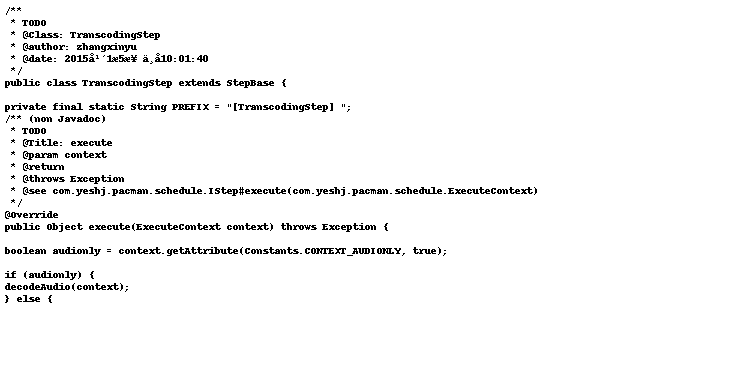 /**
 * TODO
 * @Class: TranscodingStep
 * @author: zhangxinyu
 * @date: 2015å¹´1æ5æ¥ ä¸å10:01:40
 */
public class TranscodingStep extends StepBase {
private final static String PREFIX = "[TranscodingStep] ";
/** (non Javadoc)
 * TODO
 * @Title: execute
 * @param context
 * @return
 * @throws Exception
 * @see com.yeshj.pacman.schedule.IStep#execute(com.yeshj.pacman.schedule.ExecuteContext)
 */
@Override
public Object execute(ExecuteContext context) throws Exception {
boolean audionly = context.getAttribute(Constants.CONTEXT_AUDIONLY, true);
if (audionly) {
decodeAudio(context);
} else {